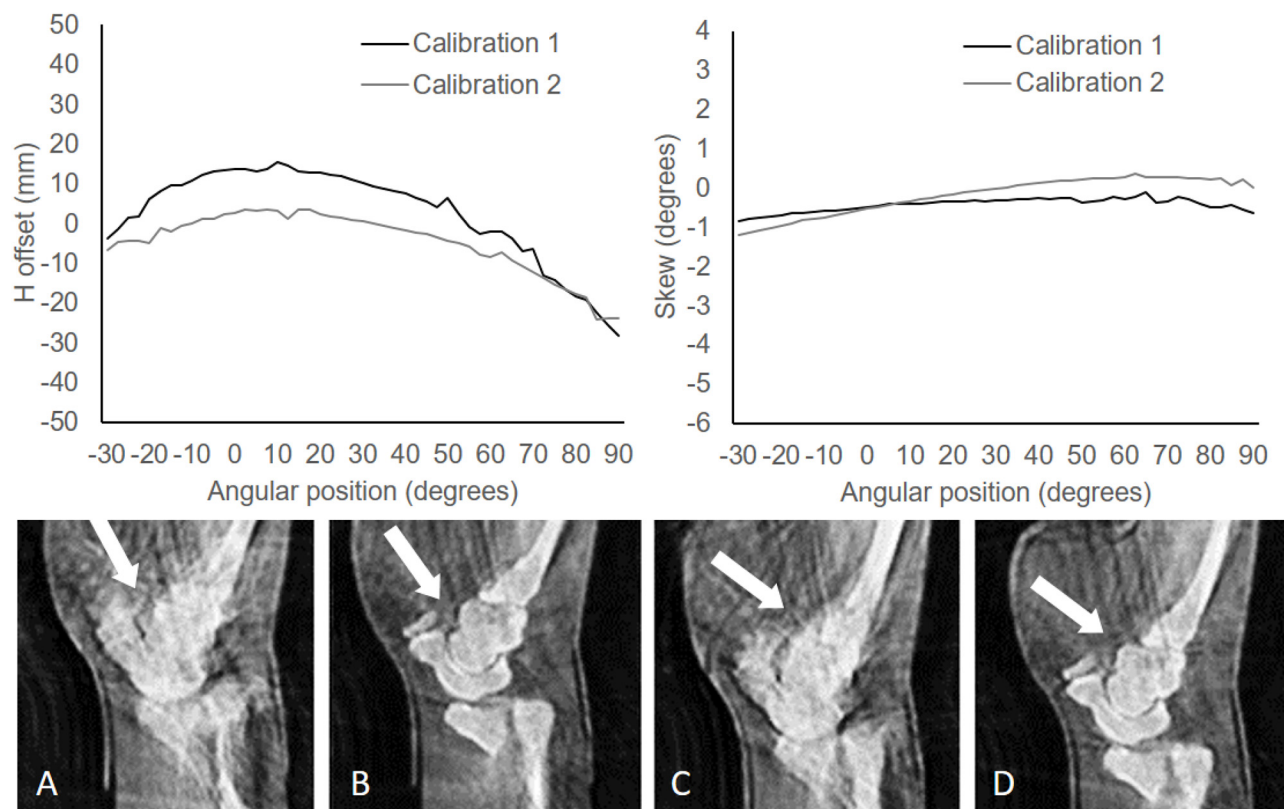 50
40
30
20
10
0
-10
-20
-30
-40
-50
H offset (mm)
Calibration 1
Calibration 2
-30 -20 -10 0 10 20 30 40 50 60 70 80 90
Angular position (degrees)
4
3
2
1
0
-1
-2
-3
-4
-5
-6
Skew (degrees)
Calibration 1
Calibration 2
-30 -20 -10 0 10 20 30 40 50 60 70 80 90
Angular position (degrees)
A
B
C
D